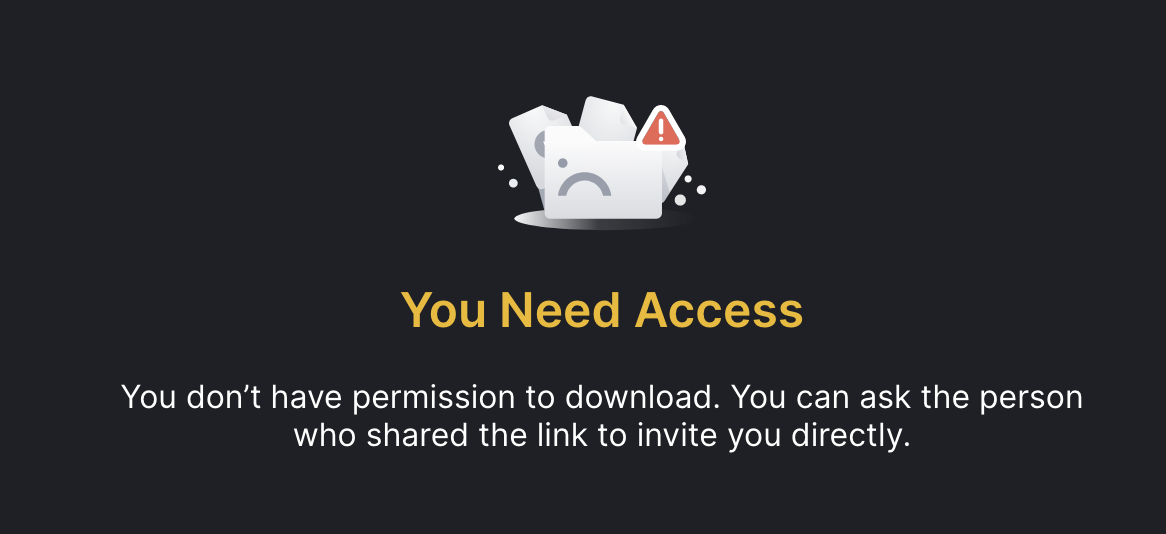 You Need Access
You don’t have permission to download. You can ask the person
who shared the link to invite you directly.